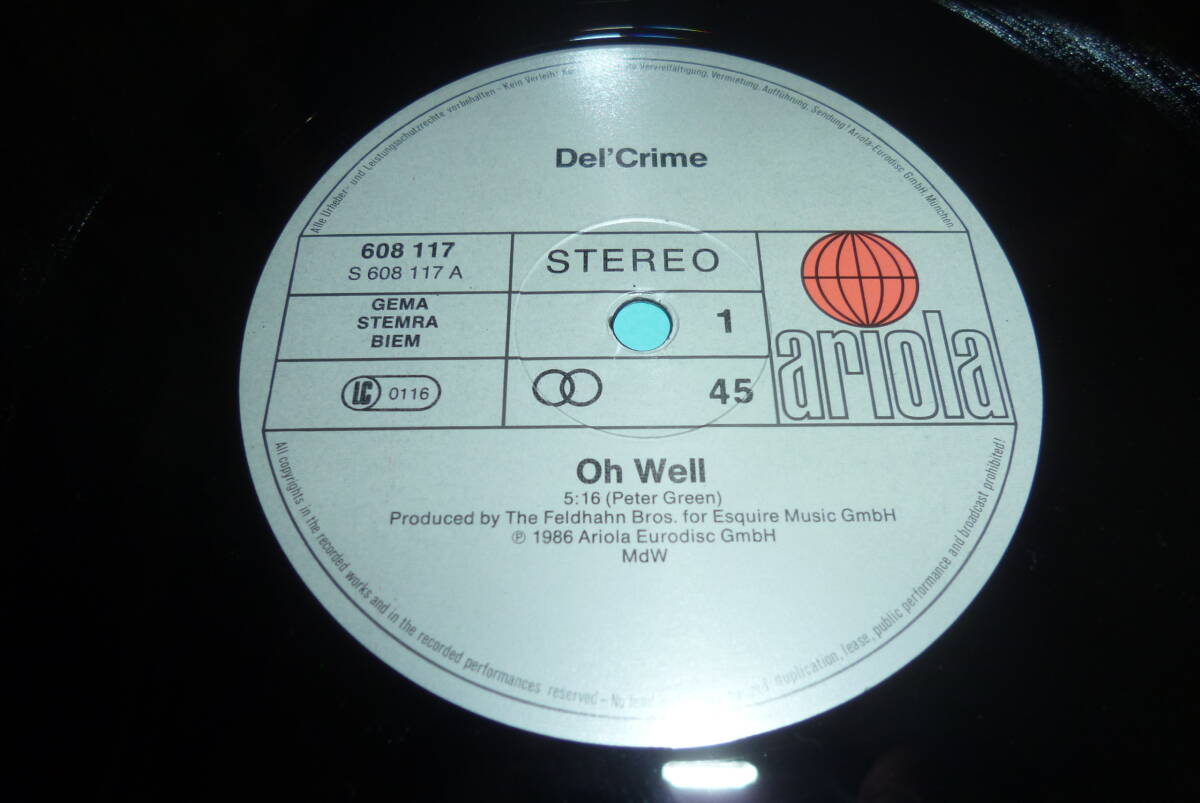 Alle Urheber- und Leistungsschutzrechte vorbehalten - Kein Verleih! Vervielfältigung, Vermietung, Aufführung, Sendung! Ariola-Eurodisc GmbH, München
Del'Crime
608 117
S 608 117 A
STEREO
GEMA
STEMRA
BIEM
1
LC 0116
45
ariola
Oh Well
5:16 (Peter Green)
Produced by The Feldhahn Bros. for Esquire Music GmbH
℗ 1986 Ariola Eurodisc GmbH
MdW
All copyrights in the recorded works and in the recorded performances reserved - No duplication, lease, public performance and broadcast prohibited!